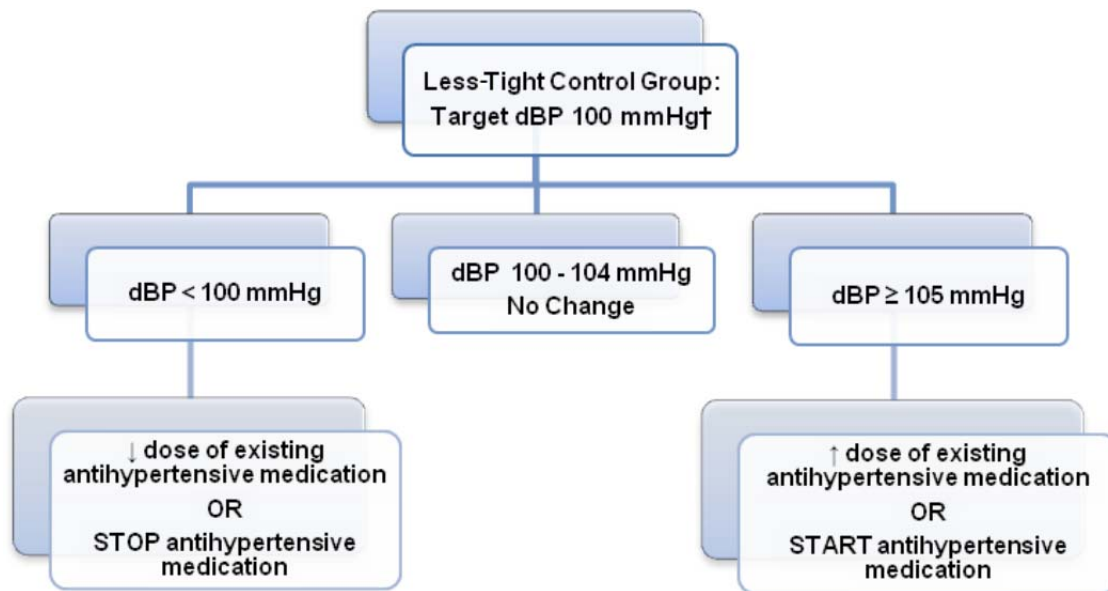 Less-Tight Control Group:
Target dBP 100 mmHg†
dBP < 100 mmHg
dBP 100 - 104 mmHg
No Change
dBP ≥ 105 mmHg
↓ dose of existing
antihypertensive medication
OR
STOP antihypertensive
medication
↑ dose of existing
antihypertensive medication
OR
START antihypertensive
medication